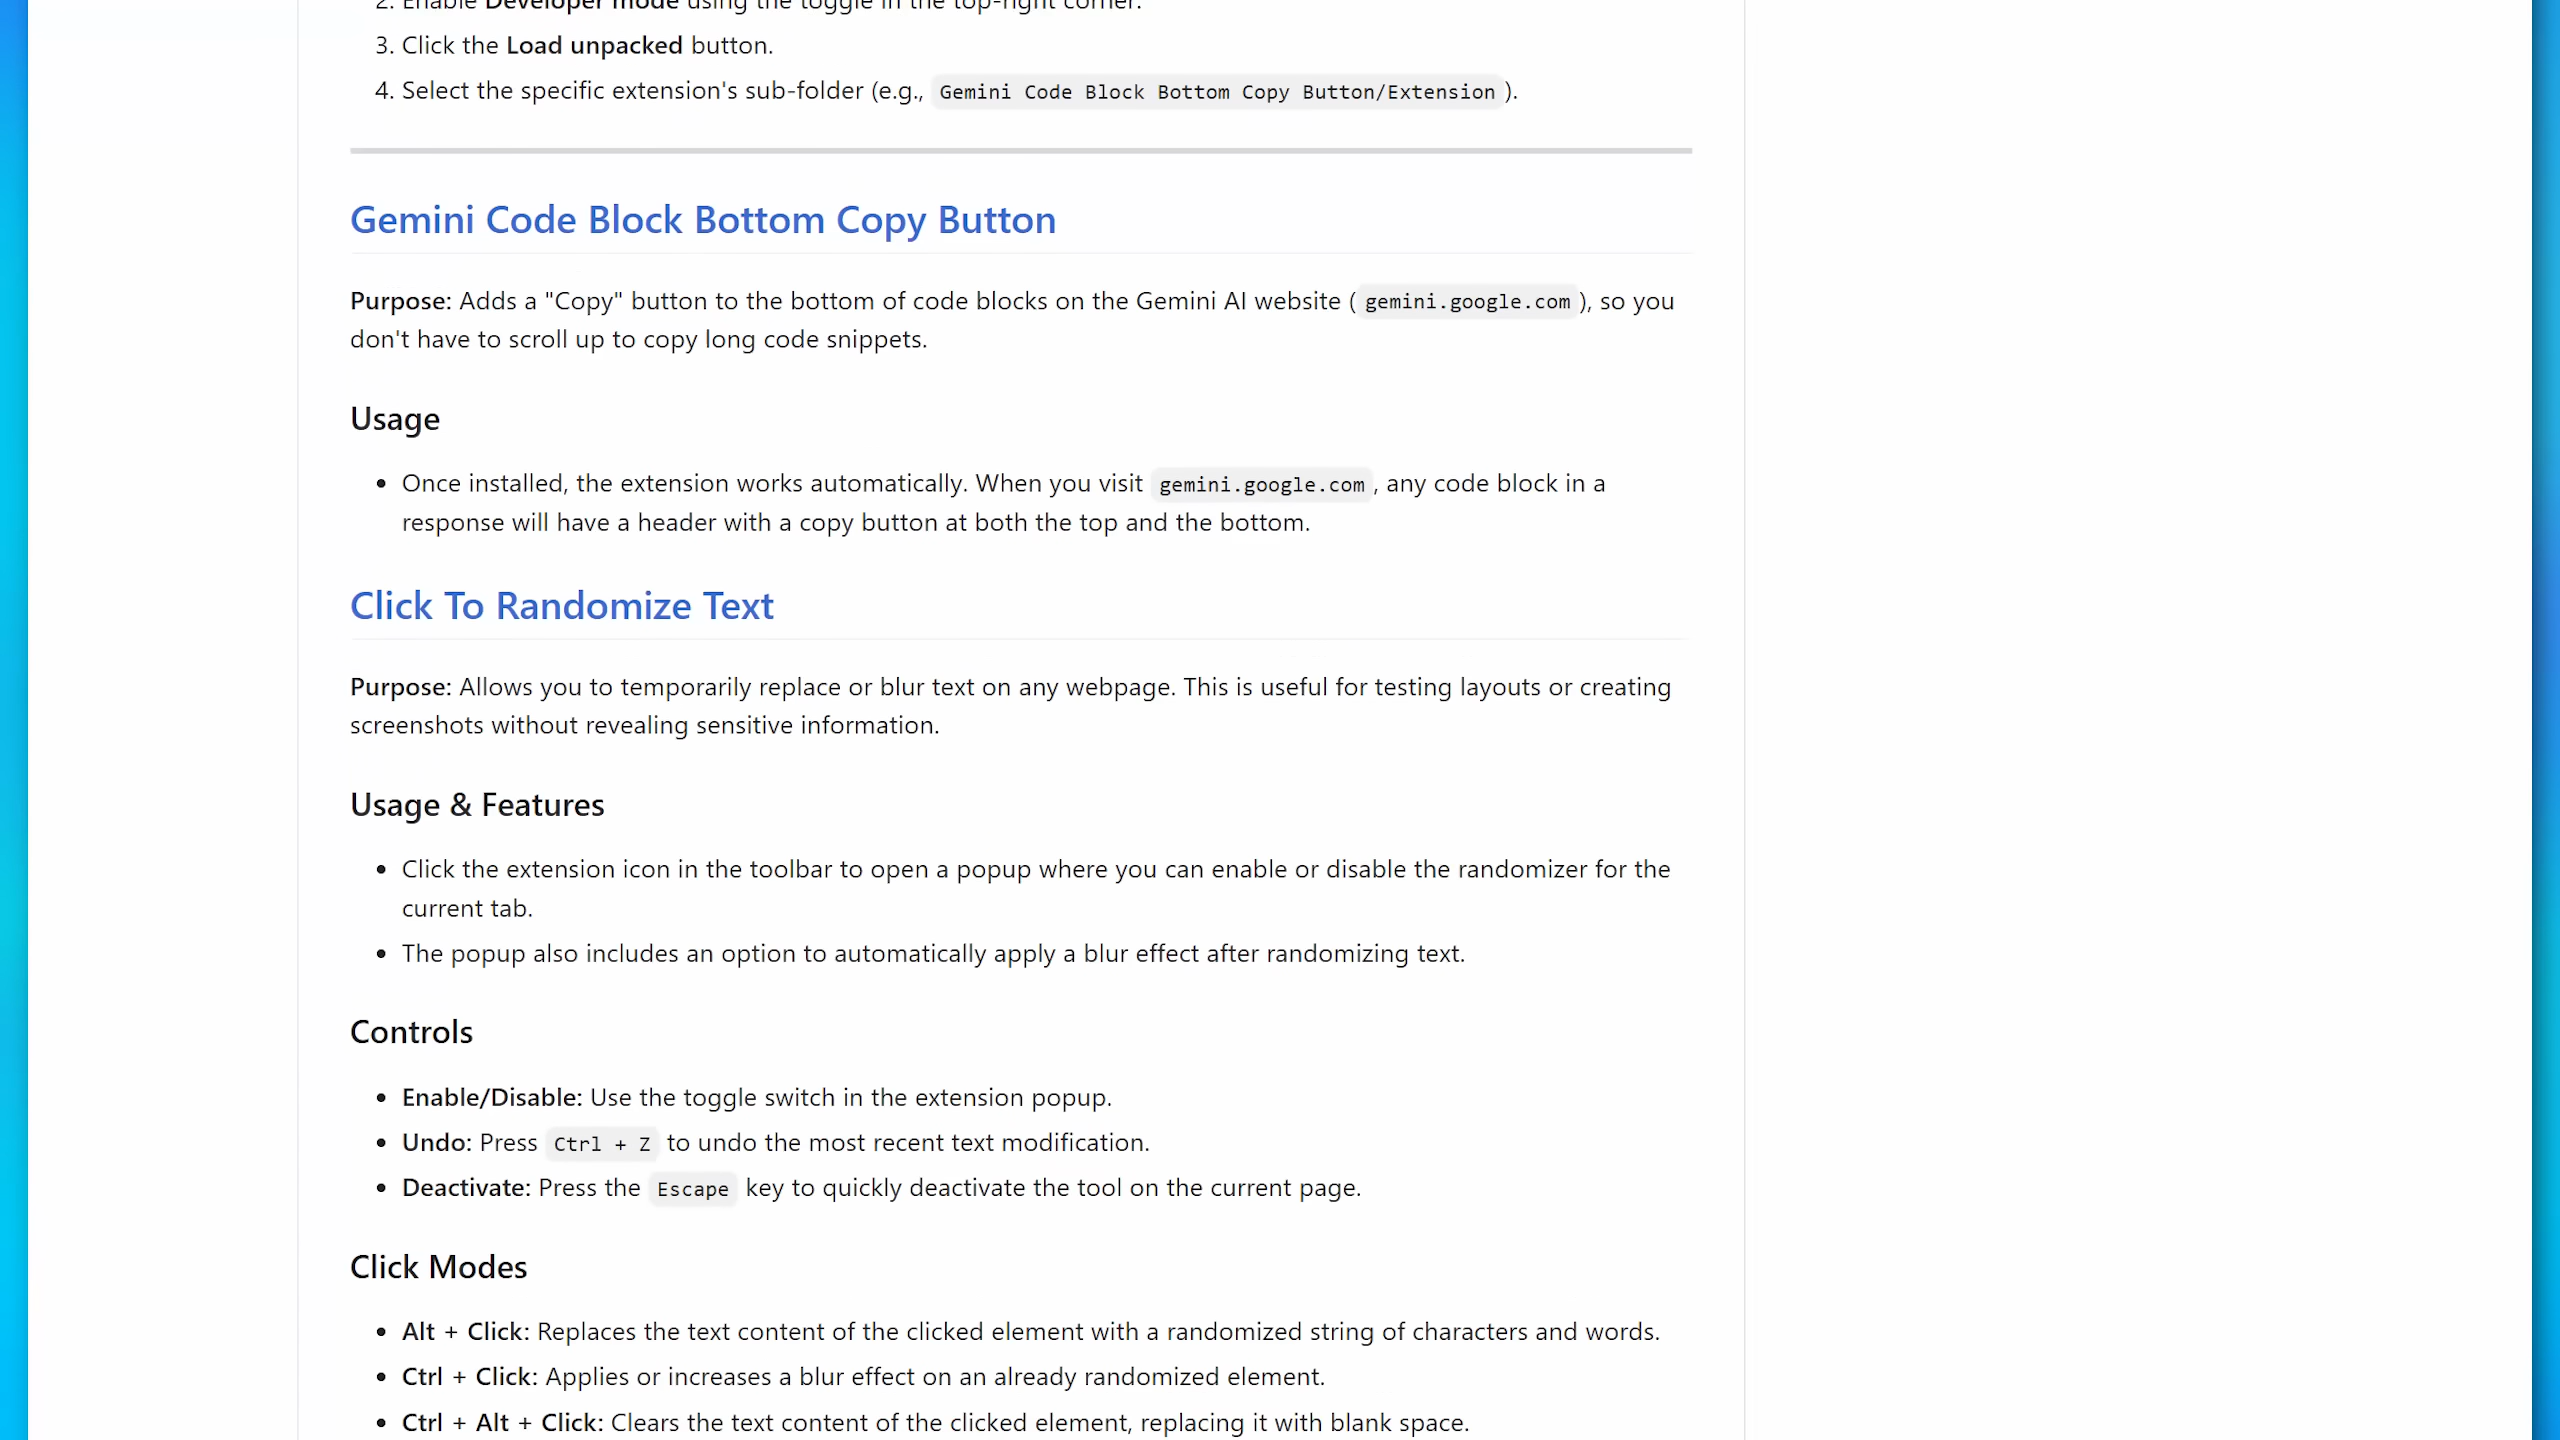 2. Enable Developer mode using the toggle in the top-right corner.
3. Click the Load unpacked button.
4. Select the specific extension's sub-folder (e.g., Gemini Code Block Bottom Copy Button/Extension ).
Gemini Code Block Bottom Copy Button
Purpose: Adds a "Copy" button to the bottom of code blocks on the Gemini AI website ( gemini.google.com ), so you
don't have to scroll up to copy long code snippets.
Usage
• Once installed, the extension works automatically. When you visit gemini.google.com , any code block in a
response will have a header with a copy button at both the top and the bottom.
Click To Randomize Text
Purpose: Allows you to temporarily replace or blur text on any webpage. This is useful for testing layouts or creating
screenshots without revealing sensitive information.
Usage & Features
• Click the extension icon in the toolbar to open a popup where you can enable or disable the randomizer for the
current tab.
• The popup also includes an option to automatically apply a blur effect after randomizing text.
Controls
• Enable/Disable: Use the toggle switch in the extension popup.
• Undo: Press Ctrl + Z to undo the most recent text modification.
• Deactivate: Press the Escape key to quickly deactivate the tool on the current page.
Click Modes
• Alt + Click: Replaces the text content of the clicked element with a randomized string of characters and words.
• Ctrl + Click: Applies or increases a blur effect on an already randomized element.
• Ctrl + Alt + Click: Clears the text content of the clicked element, replacing it with blank space.